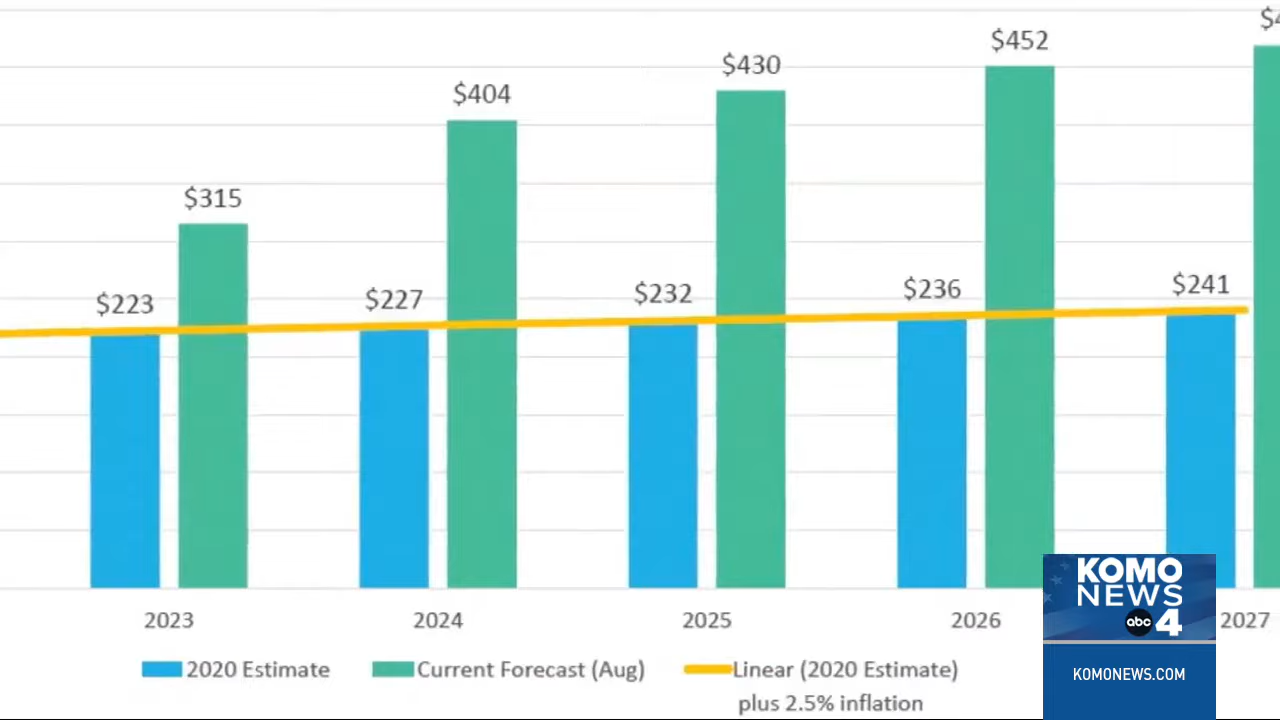 $4
$452
$430
$404
$315
$223
$227
$232
$236
$241
2023 2024 2025 2026 2027
2020 Estimate Current Forecast (Aug) Linear (2020 Estimate)
plus 2.5% inflation
KOMO
NEWS
abc 4
KOMONEWS.COM